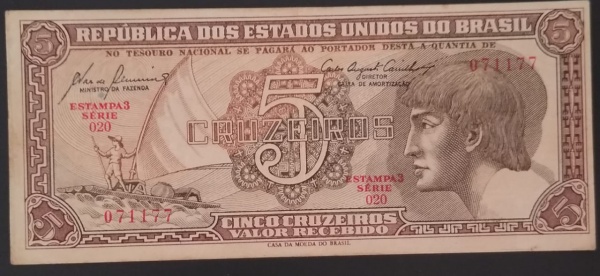 5 REPÚBLICA DOS ESTADOS UNIDOS DO BRASIL 5
NO TESOURO NACIONAL SE PAGARÁ AO PORTADOR DESTA A QUANTIA DE
071177
MINISTRO DA FAZENDA
DIRECTOR
CAIXA DE AMORTIZAÇÃO
ESTAMPA 3
SÉRIE
020
5
CRUZEIROS
ESTAMPA 3
SÉRIE
020
071177
5 CINCO CRUZEIROS 5
VALOR RECEBIDO
CASA DA MOEDA DO BRASIL